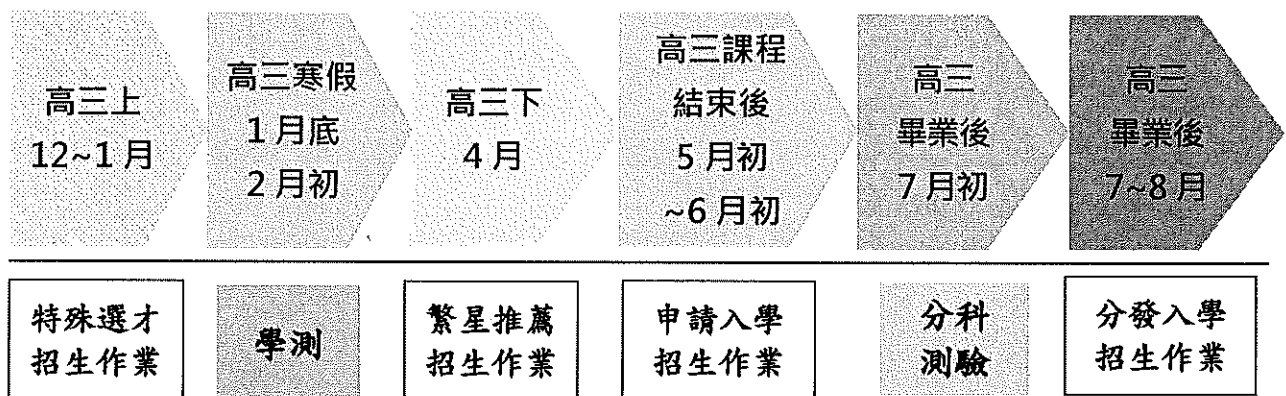 高三上
12~1 月
高三寒假
1 月底
2 月初
高三下
4 月
高三課程
結束後
5 月初
~6 月初
高三
畢業後
7 月初
高三
畢業後
7~8 月
特殊選才
招生作業
學測
繁星推薦
招生作業
申請入學
招生作業
分科
測驗
分發入學
招生作業